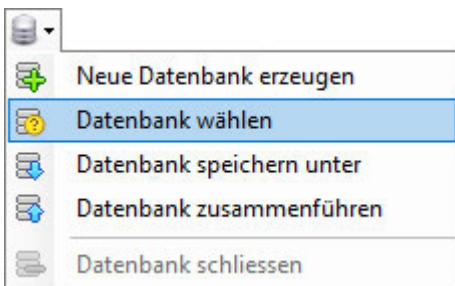 Neue Datenbank erzeugen
Datenbank wählen
Datenbank speichern unter
Datenbank zusammenführen
Datenbank schliessen